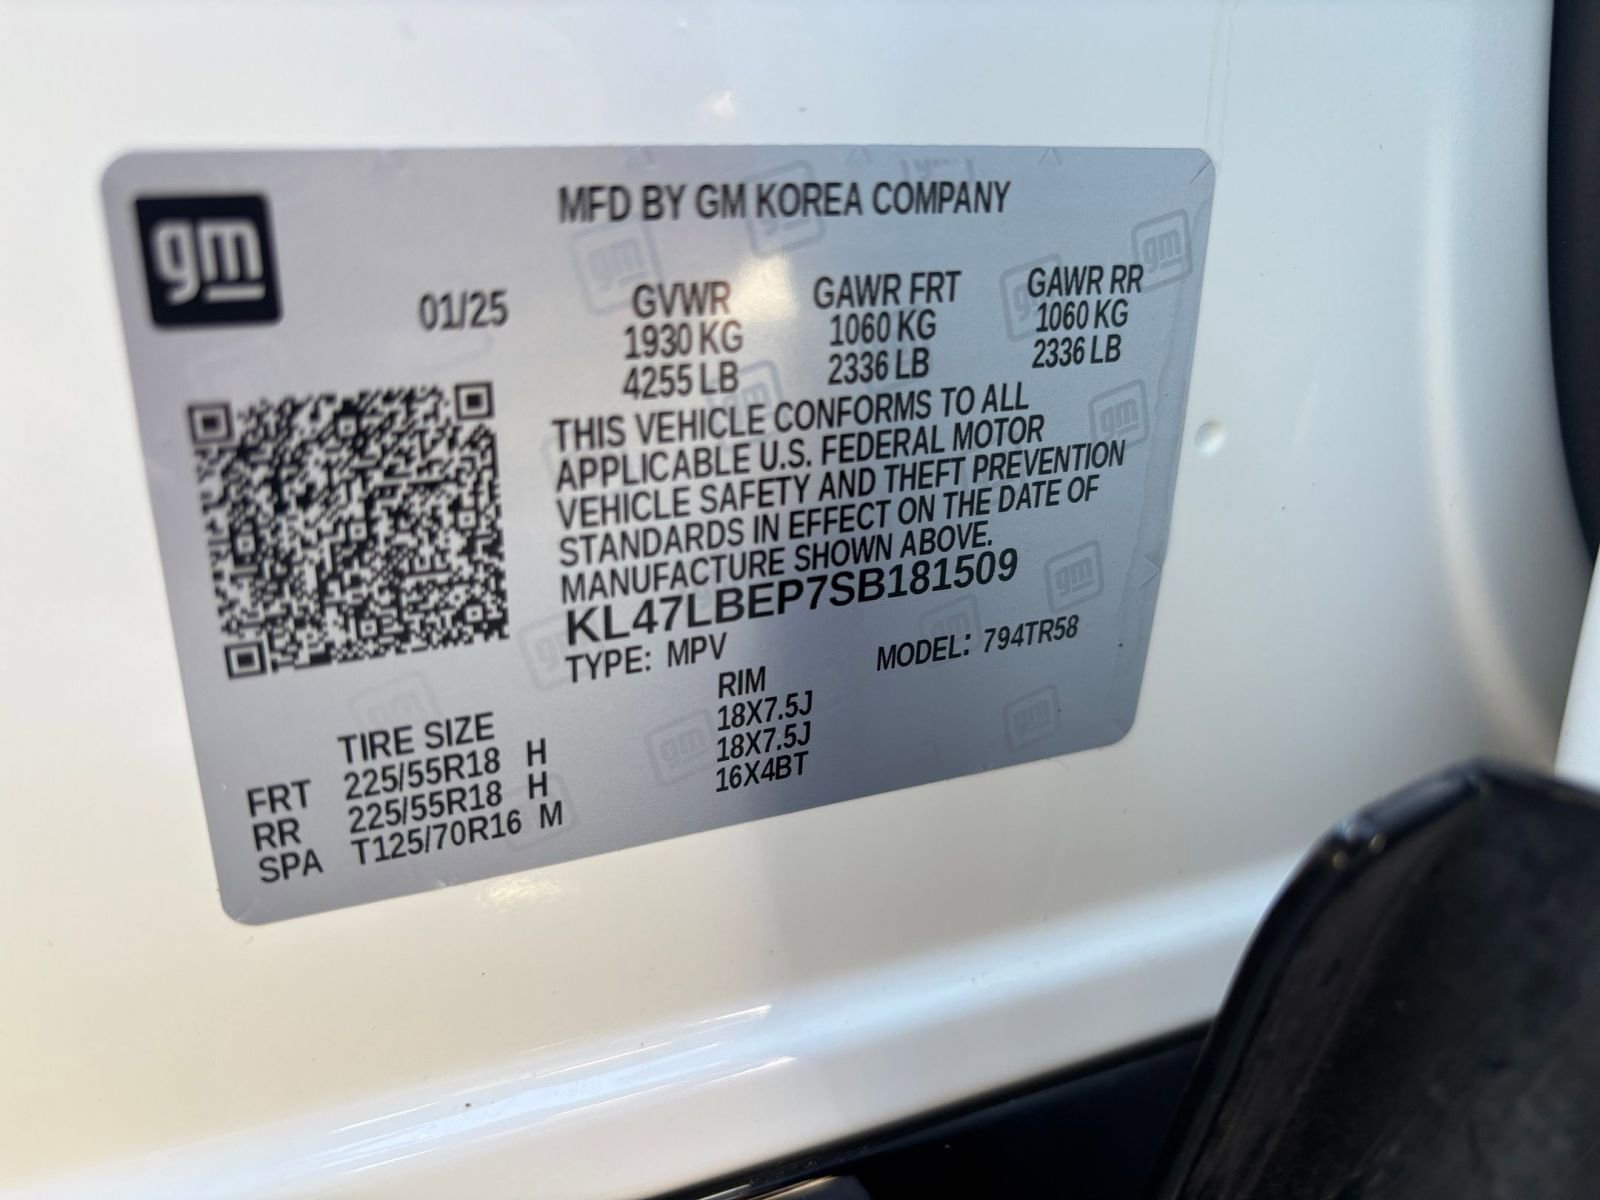 gm
MFD BY GM KOREA COMPANY
01/25 GVWR GAWR FRT GAWR RR
1930 KG 1060 KG 1060 KG
4255 LB 2336 LB 2336 LB
THIS VEHICLE CONFORMS TO ALL
APPLICABLE U.S. FEDERAL MOTOR
VEHICLE SAFETY AND THEFT PREVENTION
STANDARDS IN EFFECT ON THE DATE OF
MANUFACTURE SHOWN ABOVE.
KL47LBEP7SB181509
TYPE: MPV MODEL: 794TR58
TIRE SIZE RIM
FRT 225/55R18 H 18X7.5J
RR 225/55R18 H 18X7.5J
SPA T125/70R16 M 16X4BT